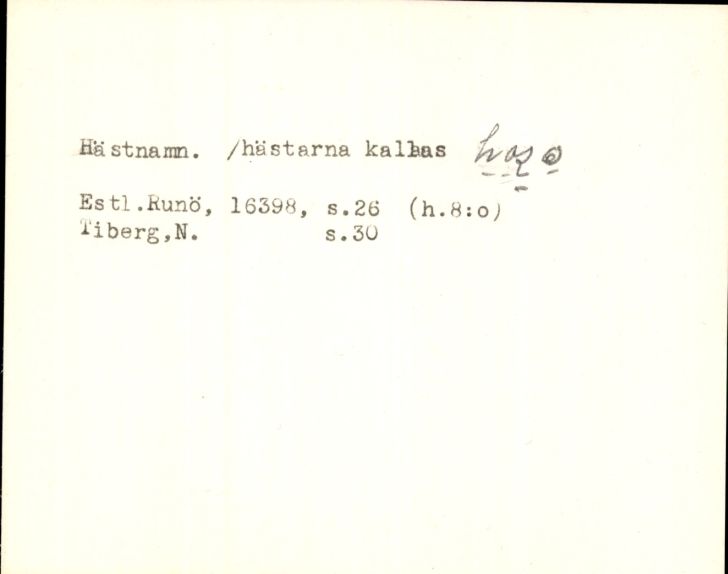 Hästnamn. /hästarna kallas
Estl.Runö, 16398, s.26 (h.8:o)
Tiberg,N. s.30